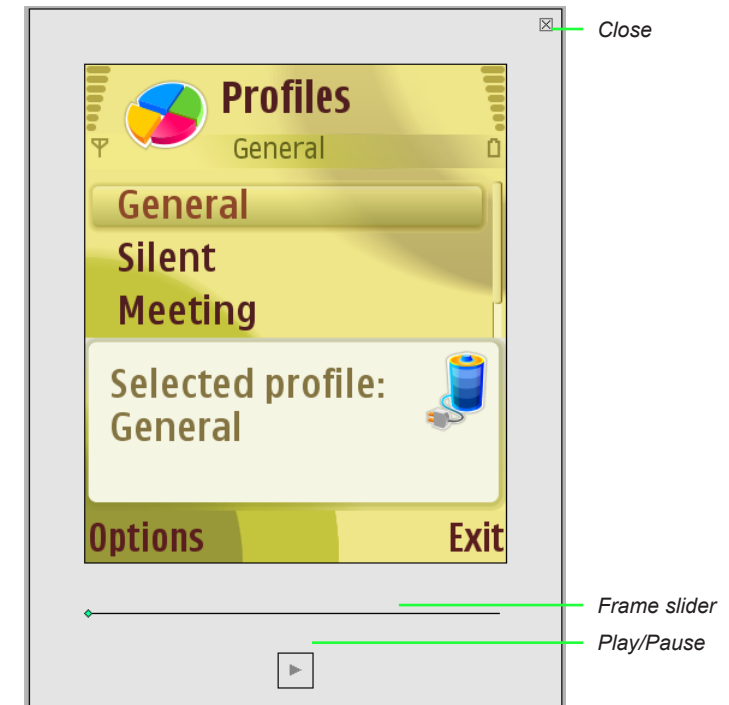 Close
Profiles
General
General
Silent
Meeting
Selected profile:
General
Options
Exit
Frame slider
Play/Pause